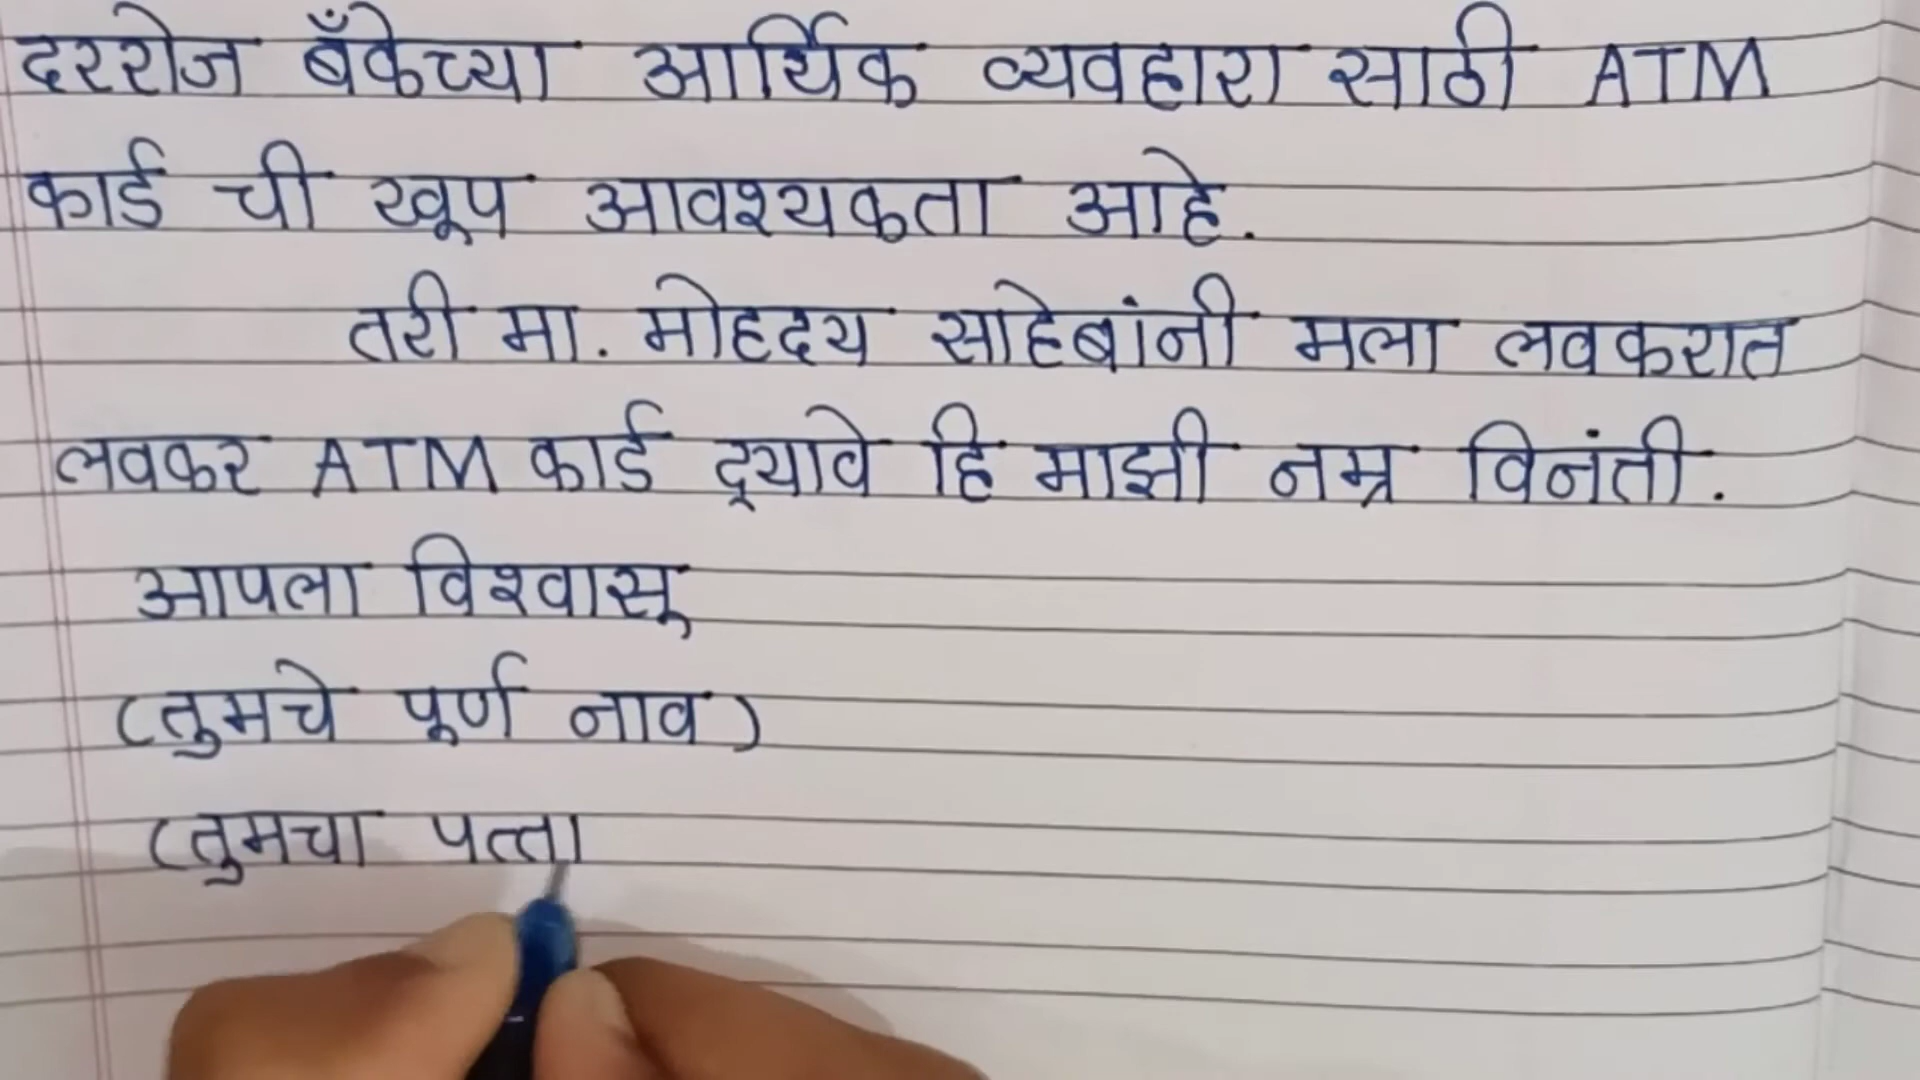 दररोज बँकेच्या आर्थिक व्यवहारा साठी ATM
कार्ड ची खूप आवश्यकता आहे.
तरी मा. मोहदय साहेबांनी मला लवकरात
लवकर ATM कार्ड द्यावे हि माझी नम्र विनंती.
आपला विश्वासू
(तुमचे पूर्ण नाव)
(तुमचा पत्ता